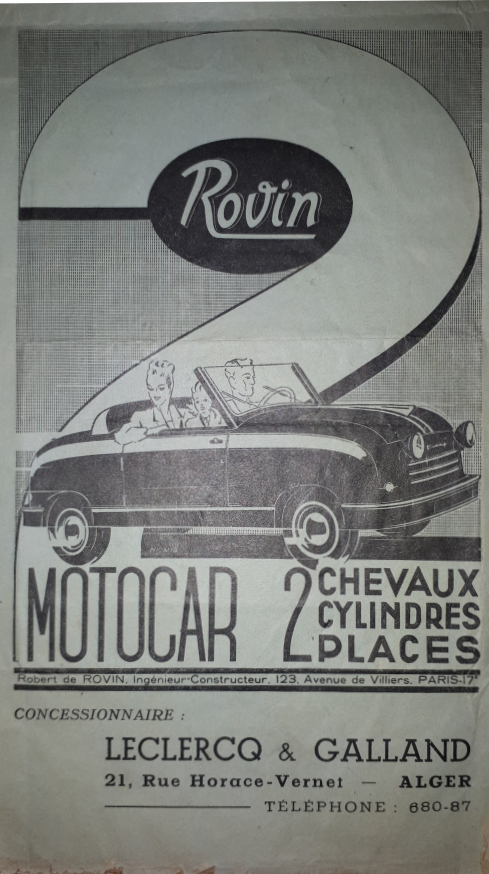 2
Rovin
MOTOCAR 2 CHEVAUX
CYLINDRES
PLACES
Robert de ROVIN, Ingénieur-Constructeur, 123, Avenue de Villiers, PARIS-17e
CONCESSIONNAIRE :
LECLERCQ & GALLAND
21, Rue Horace-Vernet — ALGER
TÉLÉPHONE : 680-87